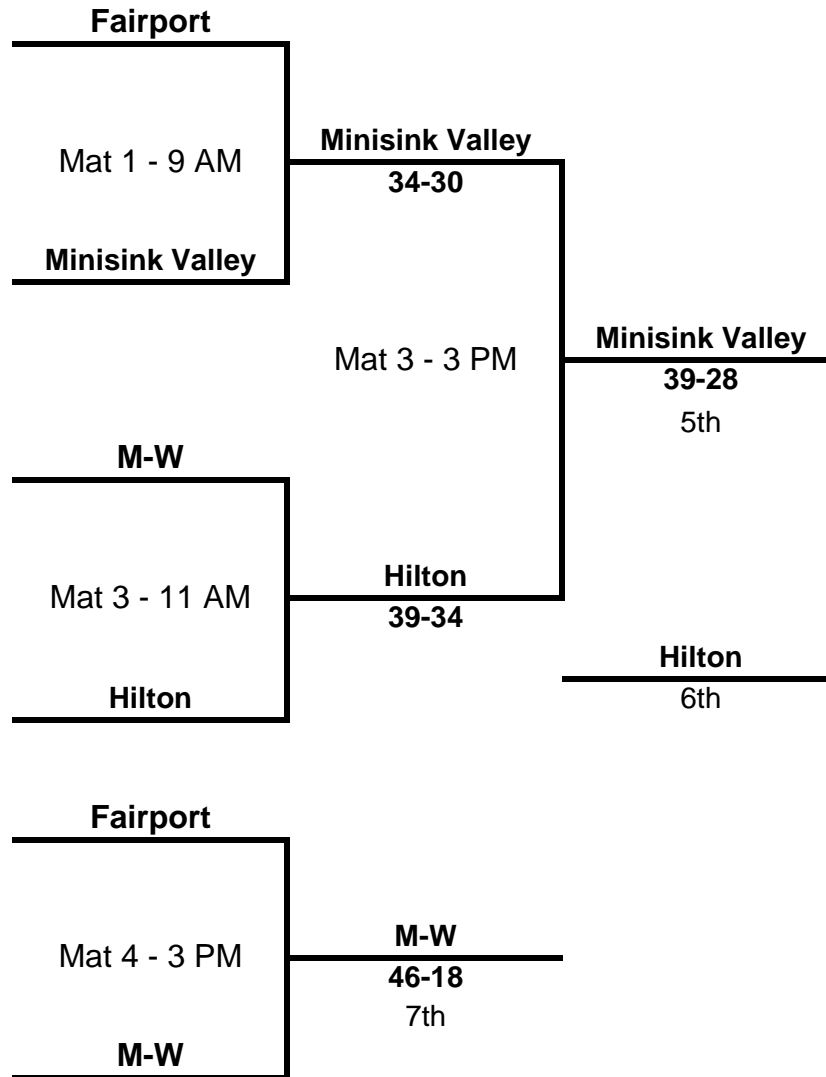 Fairport
Mat 1 - 9 AM
Minisink Valley
34-30
Minisink Valley
Mat 3 - 3 PM
Minisink Valley
39-28
5th
M-W
Mat 3 - 11 AM
Hilton
39-34
Hilton
Hilton
6th
Fairport
Mat 4 - 3 PM
M-W
46-18
7th
M-W